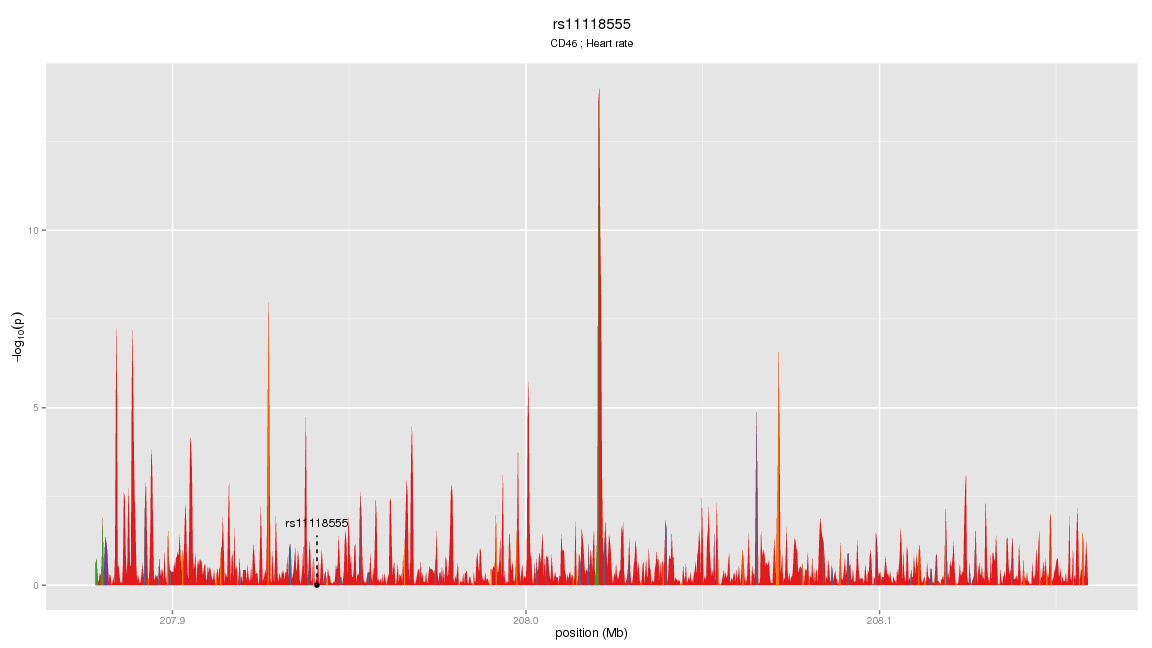 rs11118555
CD46 ; Heart rate
−log10(p)
10
5
0
rs11118555
207.9 208.0 208.1
position (Mb)